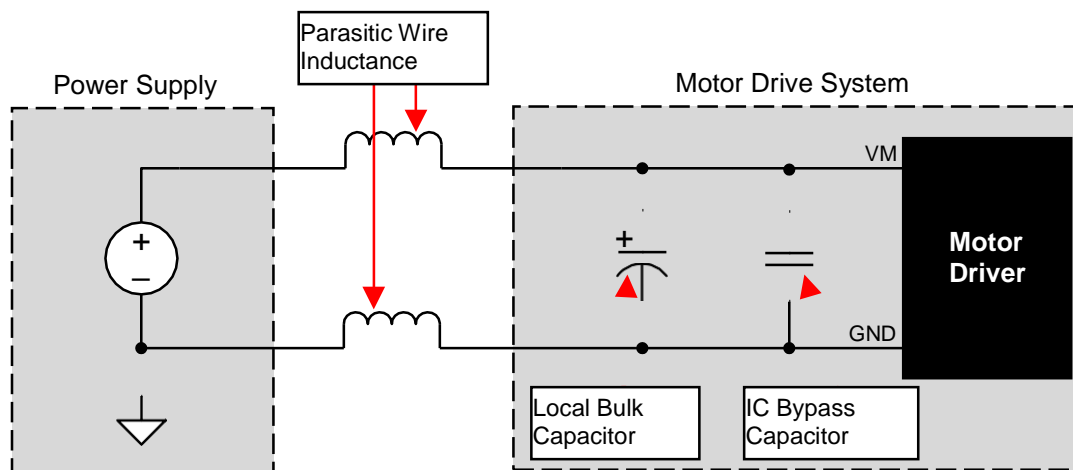 Parasitic Wire
Inductance
Power Supply
Motor Drive System
VM
+
−
+
Motor
Driver
GND
Local Bulk
Capacitor
IC Bypass
Capacitor